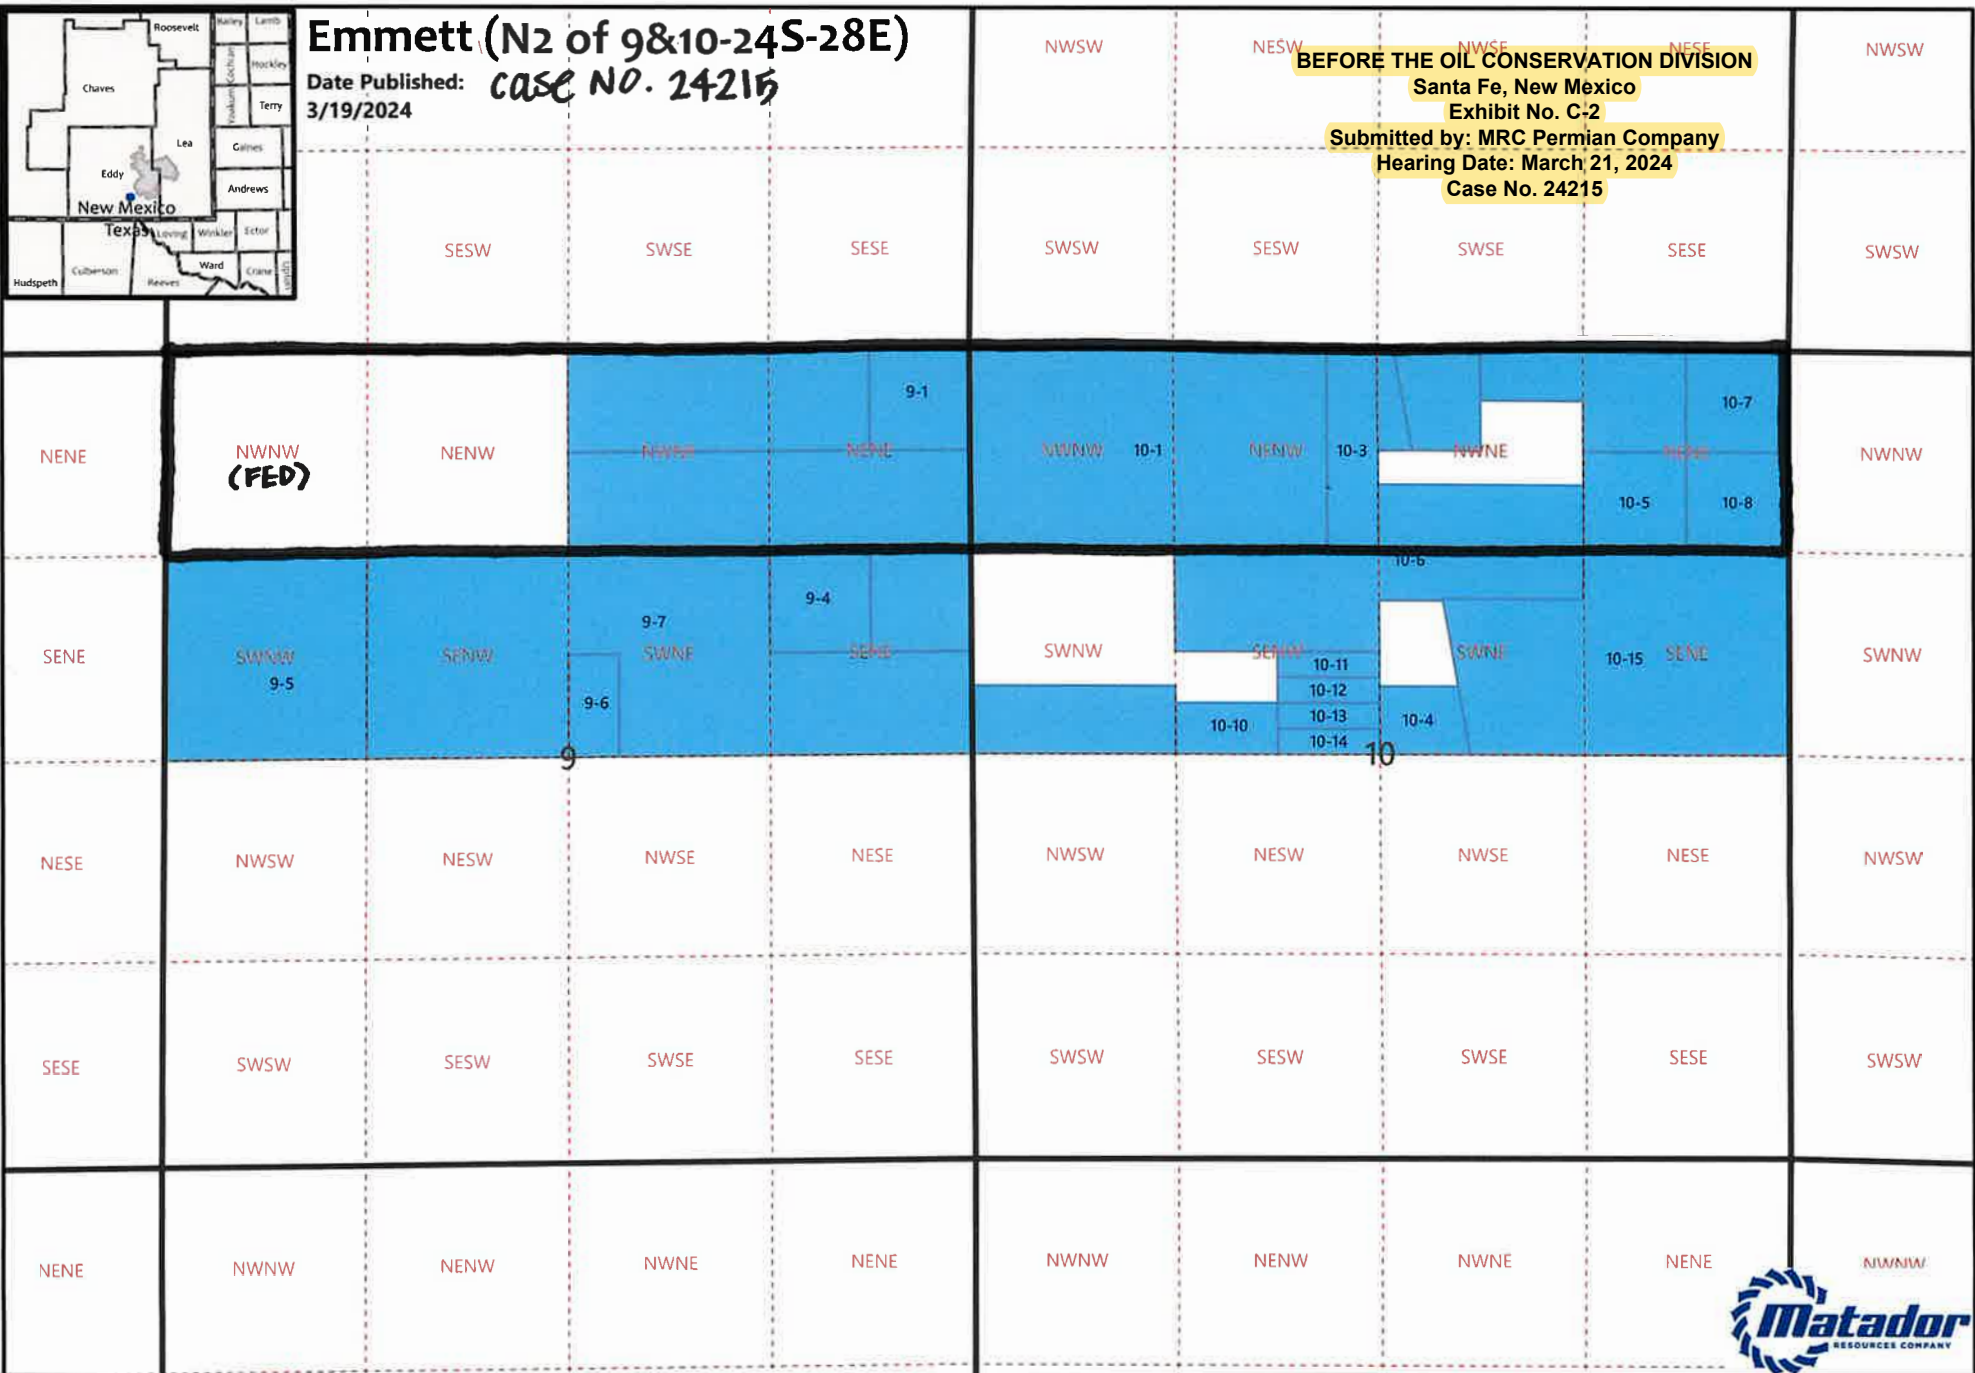 Roosevelt
Bailey
Lamb
Chaves
Cochran
Hockley
Yoakum
Terry
Lea
Gaines
Eddy
Andrews
New Mexico
Texas
Loving
Winkler
Ector
Culberson
Ward
Crane
Upton
Hudspeth
Reeves
Emmett (N2 of 9&10-24S-28E)
Date Published:
3/19/2024
case NO. 24215
BEFORE THE OIL CONSERVATION DIVISION
Santa Fe, New Mexico
Exhibit No. C-2
Submitted by: MRC Permian Company
Hearing Date: March 21, 2024
Case No. 24215
NWSW NESW NWSE NESE NWSW
SESW SWSE SESE SWSW SESW SWSE SESE SWSW
9-1
10-7
NENE NWNW NENW NWNE NENE NWNW 10-1 NENW 10-3 NWNE NENE NWNW
(FED)
10-5 10-8
10-6
9-4
9-7
SENE SWNW SENW SWNE SENE SWNW SENW SWNE 10-15 SENE SWNW
10-11
9-5
10-12
9-6
10-13
10-10
10-4
10-14
9 10
NESE NWSW NESW NWSE NESE NWSW NESW NWSE NESE NWSW
SESE SWSW SESW SWSE SESE SWSW SESW SWSE SESE SWSW
NENE NWNW NENW NWNE NENE NWNW NENW NWNE NENE NWNW
Matador
RESOURCES COMPANY